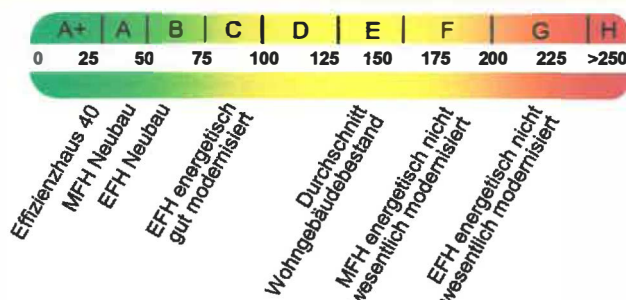 A+ A B C D E F G H
0 25 50 75 100 125 150 175 200 225 >250
Effizienzhaus 40
MFH Neubau
EFH Neubau
EFH energetisch
gut modernisiert
Durchschnitt
Wohngebäudebestand
MFH energetisch nicht
wesentlich modernisiert
EFH energetisch nicht
wesentlich modernisiert